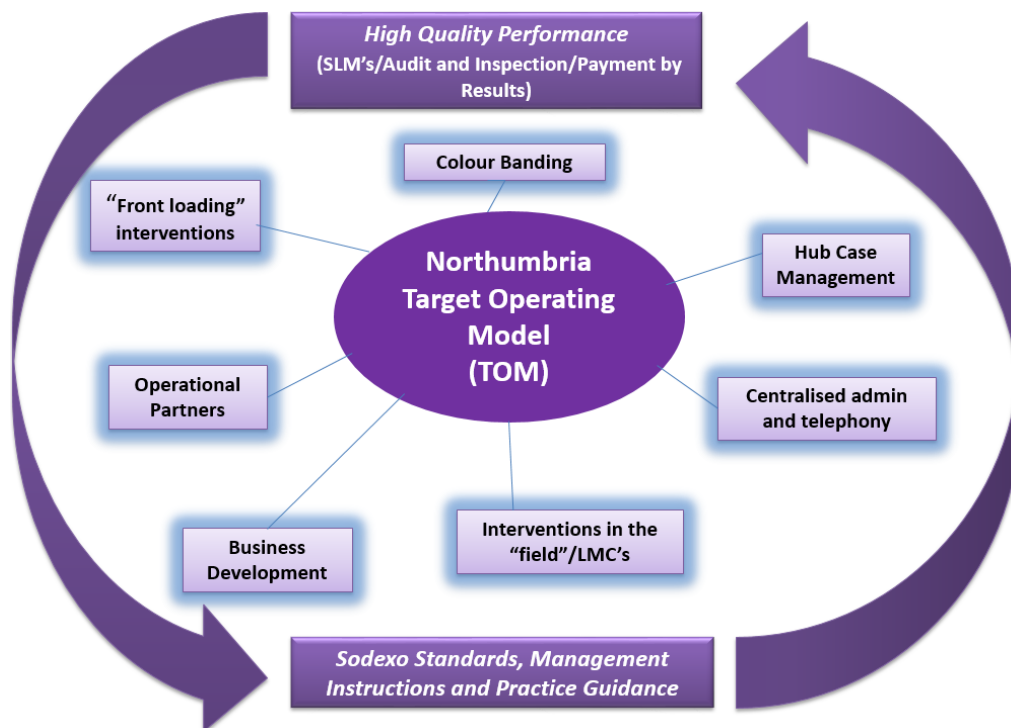 High Quality Performance
(SLM's/Audit and Inspection/Payment by
Results)
Colour Banding
“Front loading”
interventions
Hub Case
Management
Northumbria
Target Operating
Model
(TOM)
Operational
Partners
Centralised admin
and telephony
Business
Development
Interventions in the
“field”/LMC's
Sodexo Standards, Management
Instructions and Practice Guidance